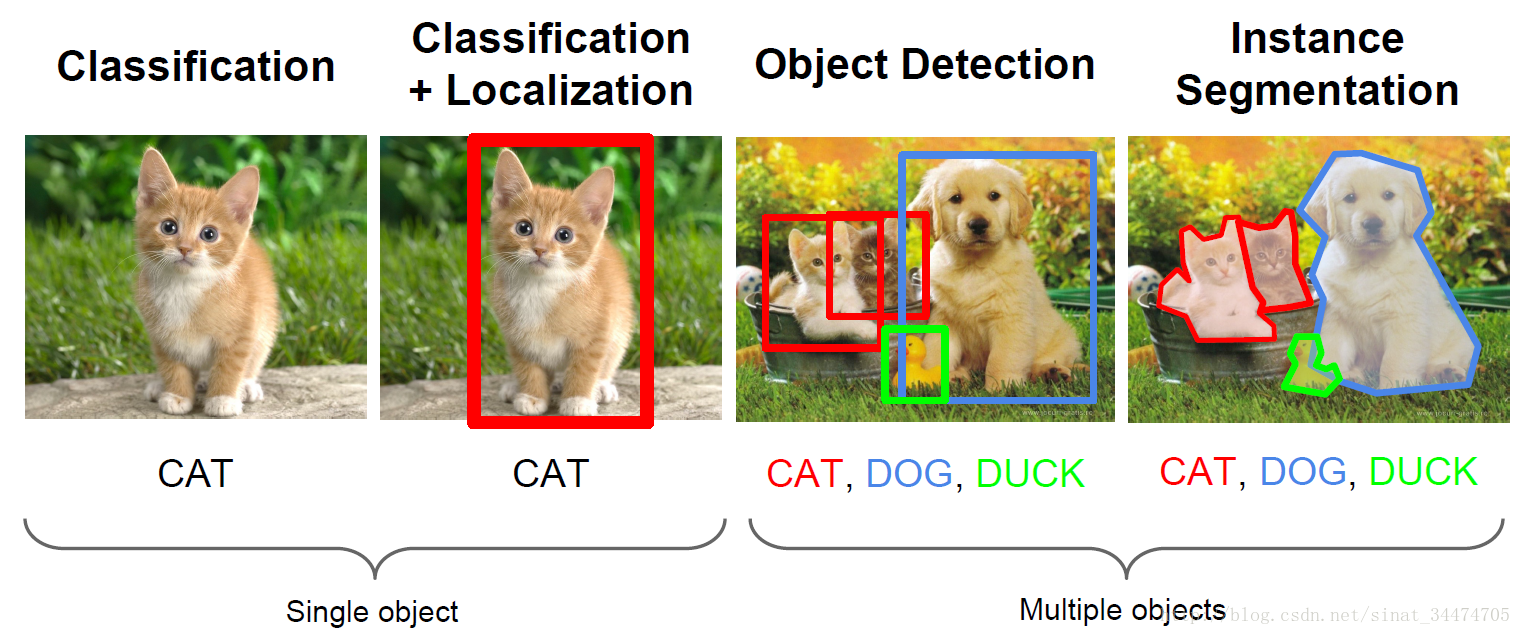 Classification
Classification
+ Localization
Object Detection
Instance
Segmentation
CAT
CAT
CAT, DOG, DUCK
CAT, DOG, DUCK
Single object
Multiple objects
http://blog.csdn.net/sinat_34474705